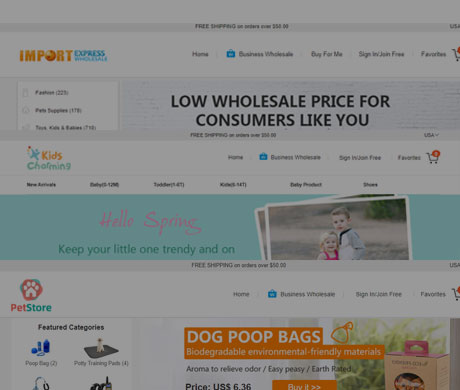 FREE SHIPPING on orders over $50.00 USA
IMPORT EXPRESS WHOLESALE
Home Business Wholesale Buy For Me Sign In/Join Free Favorites
Fashion (223)
Pets Supplies (178)
Toys, Kids & Babies (716)
LOW WHOLESALE PRICE FOR
CONSUMERS LIKE YOU
FREE SHIPPING on orders over $50.00 USA
Kids
Charming
Home Business Wholesale Sign In/Join Free Favorites
New Arrivals Baby(0-12M) Toddler(1-4T) Kids(0-14T) Baby Product Shoes
Hello Spring
Keep your little one trendy and on
FREE SHIPPING on orders over $50.00 USA
PetStore
Home Business Wholesale Sign In/Join Free Favorites
Featured Categories
Poop Bag (2) Potty Training Pads (4)
DOG POOP BAGS
Biodegradable environmental-friendly materials
Aroma to relieve odor / Easy peasy / Earth Rated
Price: US$ 6.36 Buy it >>